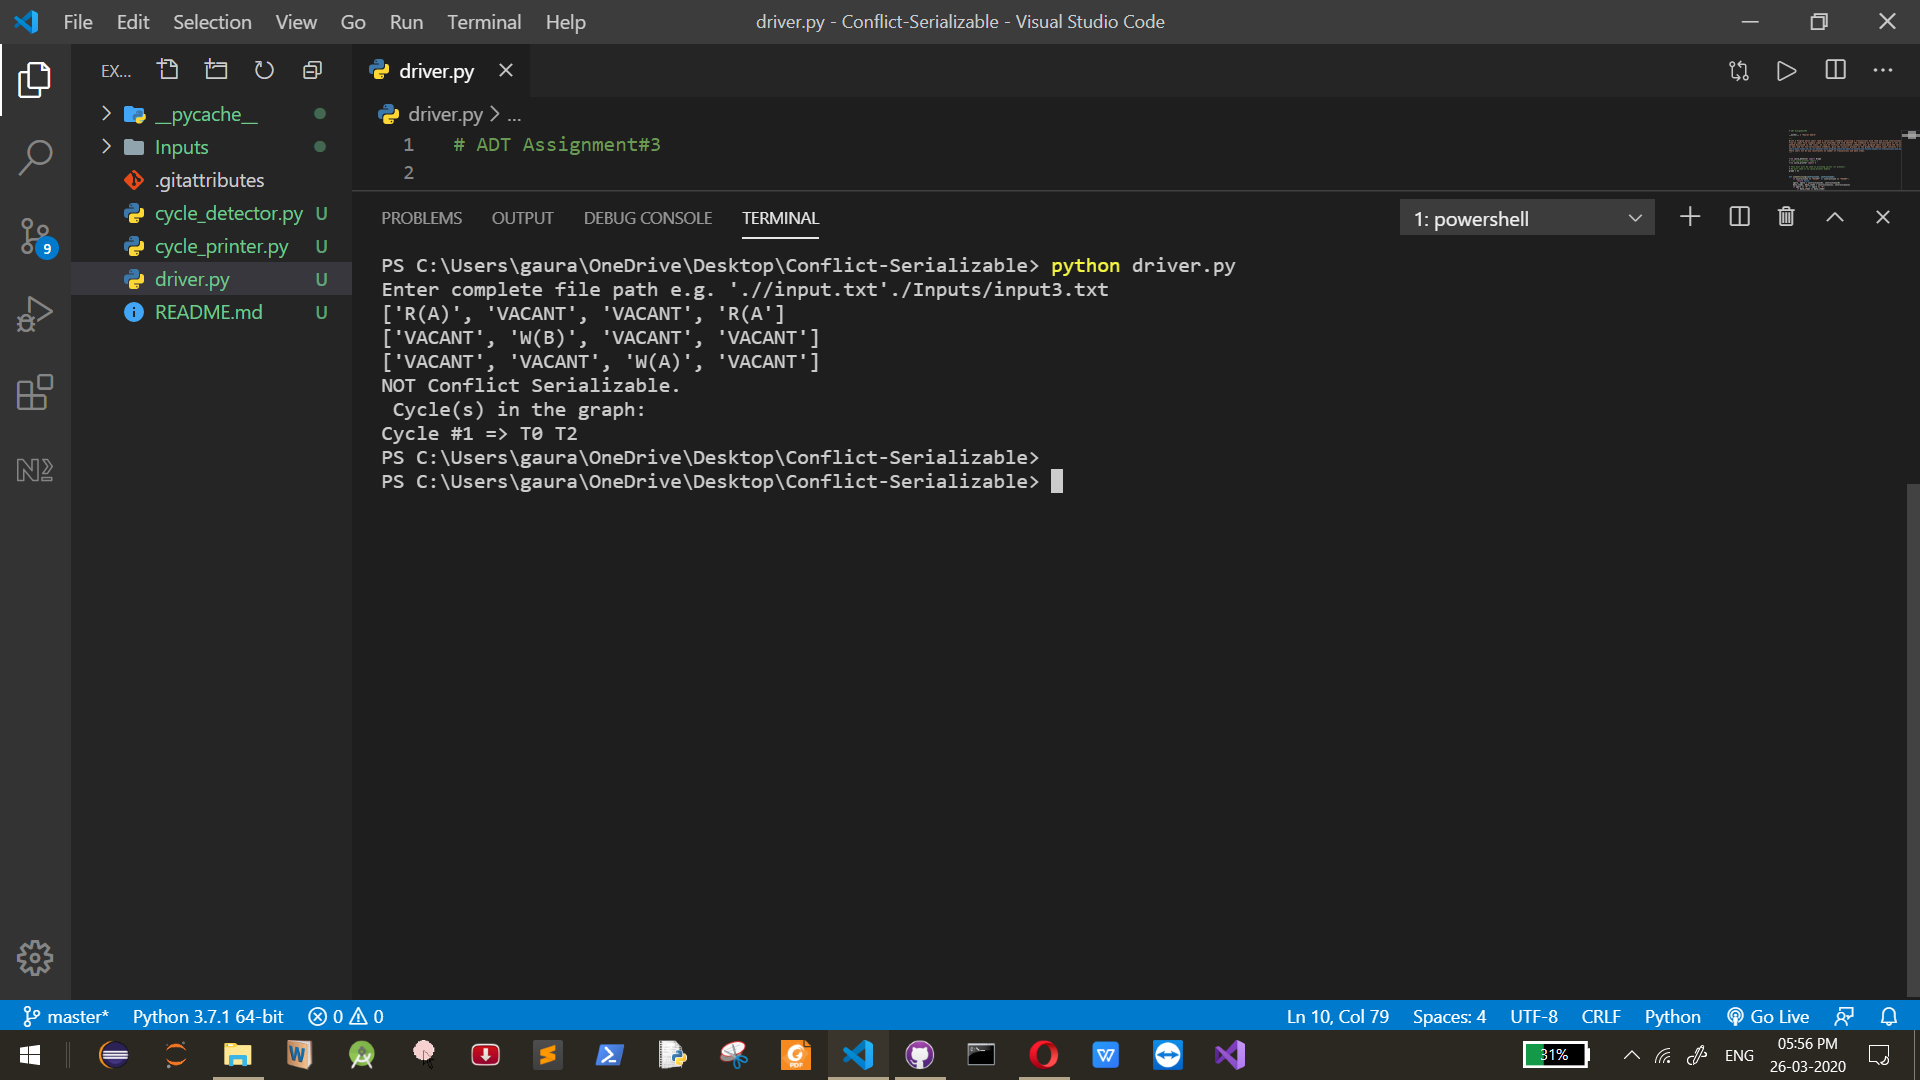 File Edit Selection View Go Run Terminal Help
driver.py - Conflict-Serializable - Visual Studio Code
EX...
__pycache__
Inputs
.gitattributes
cycle_detector.py U
cycle_printer.py U
driver.py U
README.md U
9
driver.py
driver.py > ...
1 # ADT Assignment#3
2
PROBLEMS OUTPUT DEBUG CONSOLE TERMINAL
1: powershell
PS C:\Users\gaura\OneDrive\Desktop\Conflict-Serializable> python driver.py
Enter complete file path e.g. './/input.txt'./Inputs/input3.txt
['R(A)', 'VACANT', 'VACANT', 'R(A']
['VACANT', 'W(B)', 'VACANT', 'VACANT']
['VACANT', 'VACANT', 'W(A)', 'VACANT']
NOT Conflict Serializable.
Cycle(s) in the graph:
Cycle #1 => T0 T2
PS C:\Users\gaura\OneDrive\Desktop\Conflict-Serializable>
PS C:\Users\gaura\OneDrive\Desktop\Conflict-Serializable>
master* Python 3.7.1 64-bit 0 0
Ln 10, Col 79 Spaces: 4 UTF-8 CRLF Python Go Live
31%
ENG
05:56 PM
26-03-2020